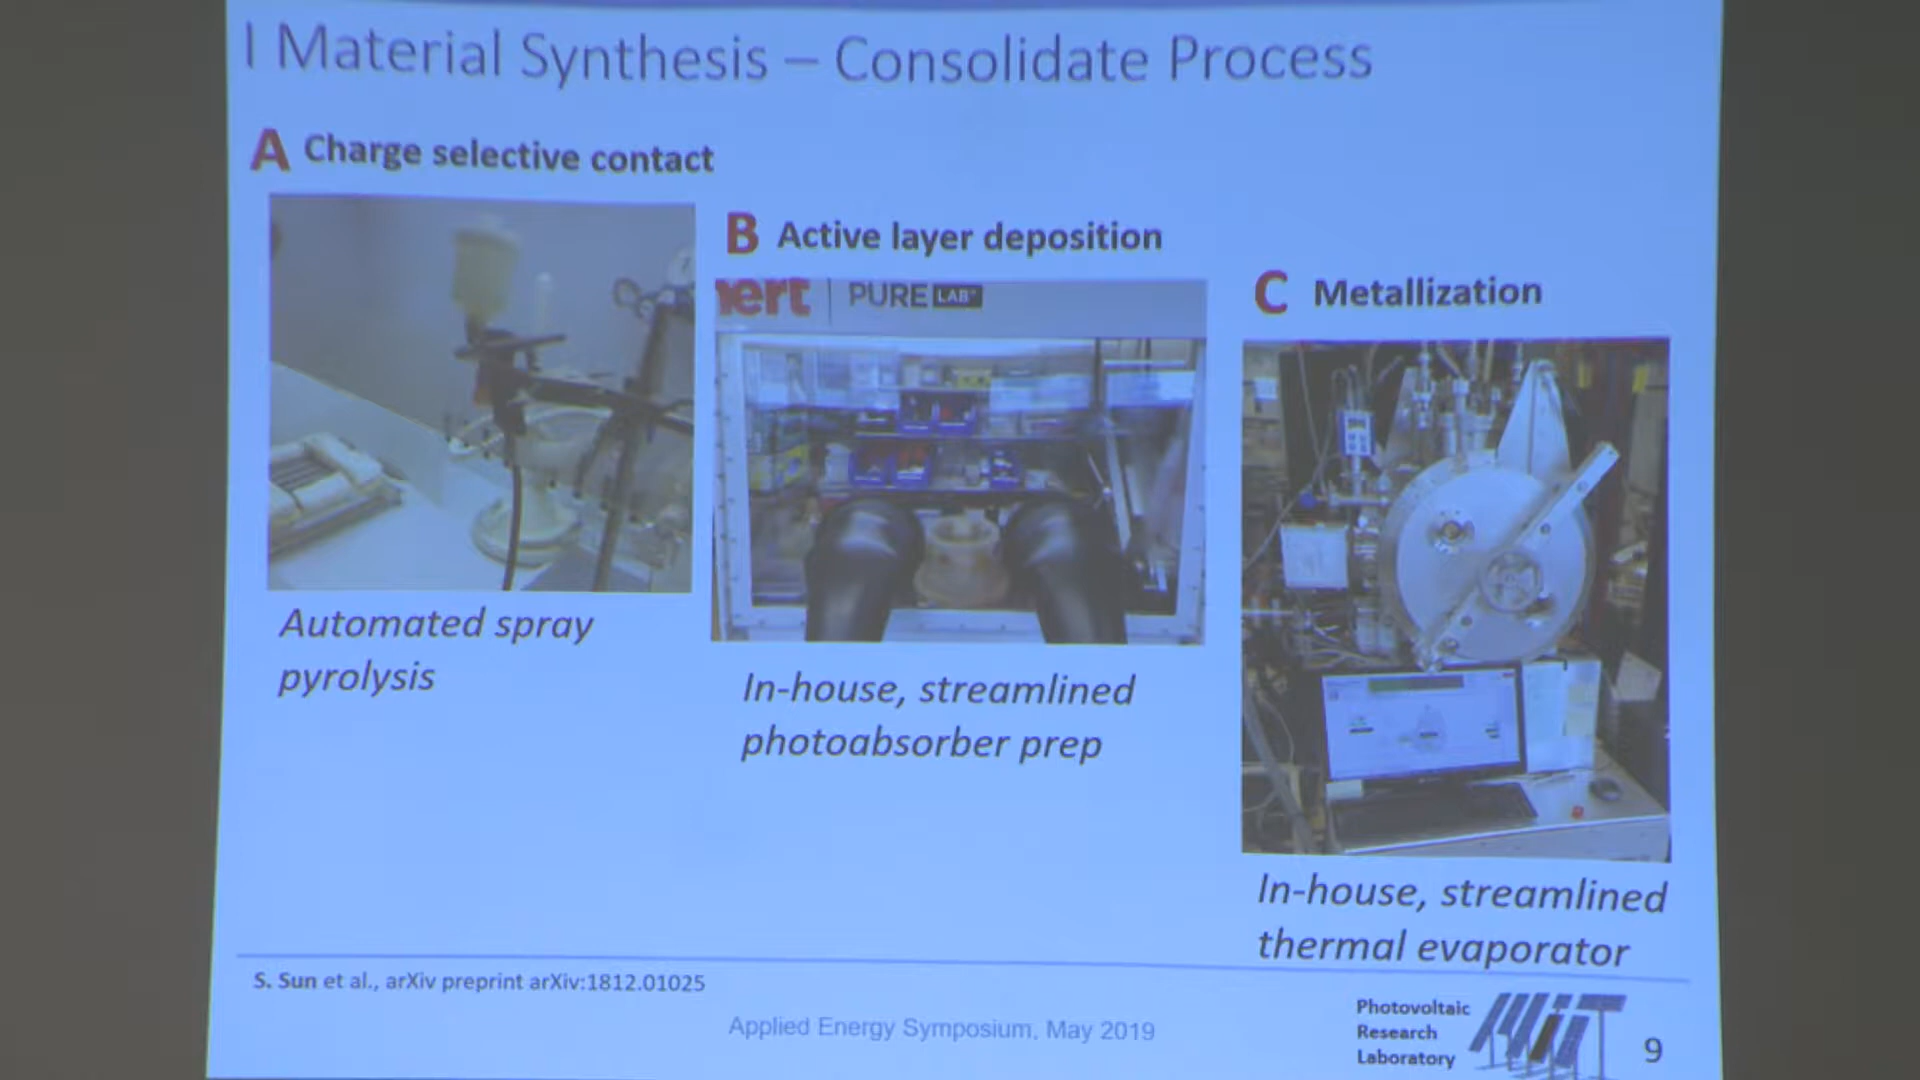 I Material Synthesis – Consolidate Process
A Charge selective contact
B Active layer deposition
C Metallization
nert | PURE LAB
Automated spray
pyrolysis
In-house, streamlined
photoabsorber prep
In-house, streamlined
thermal evaporator
S. Sun et al., arXiv preprint arXiv:1812.01025
Applied Energy Symposium, May 2019
Photovoltaic
Research
Laboratory
MIT
9